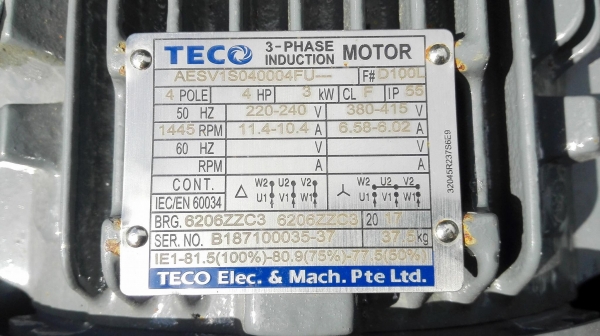 TECO 3-PHASE INDUCTION MOTOR
AESV1S040004FU--- F# D100L
4 POLE 4 HP 3 kW CL F IP 55
50 HZ 220-240 V 380-415 V
1445 RPM 11.4-10.4 A 6.58-6.02 A
60 HZ V V
RPM A A
CONT. W2 U2 V2 W2 U2 V2
IEC/EN 60034 U1 V1 W1 U1 V1 W1
BRG. 6206ZZC3 6206ZZC3 20 17
SER. NO. B187100035-37 37.5 kg
IE1-81.5(100%)-80.9(75%)-77.5(50%)
TECO Elec. & Mach. Pte Ltd.
32045R237S6E9